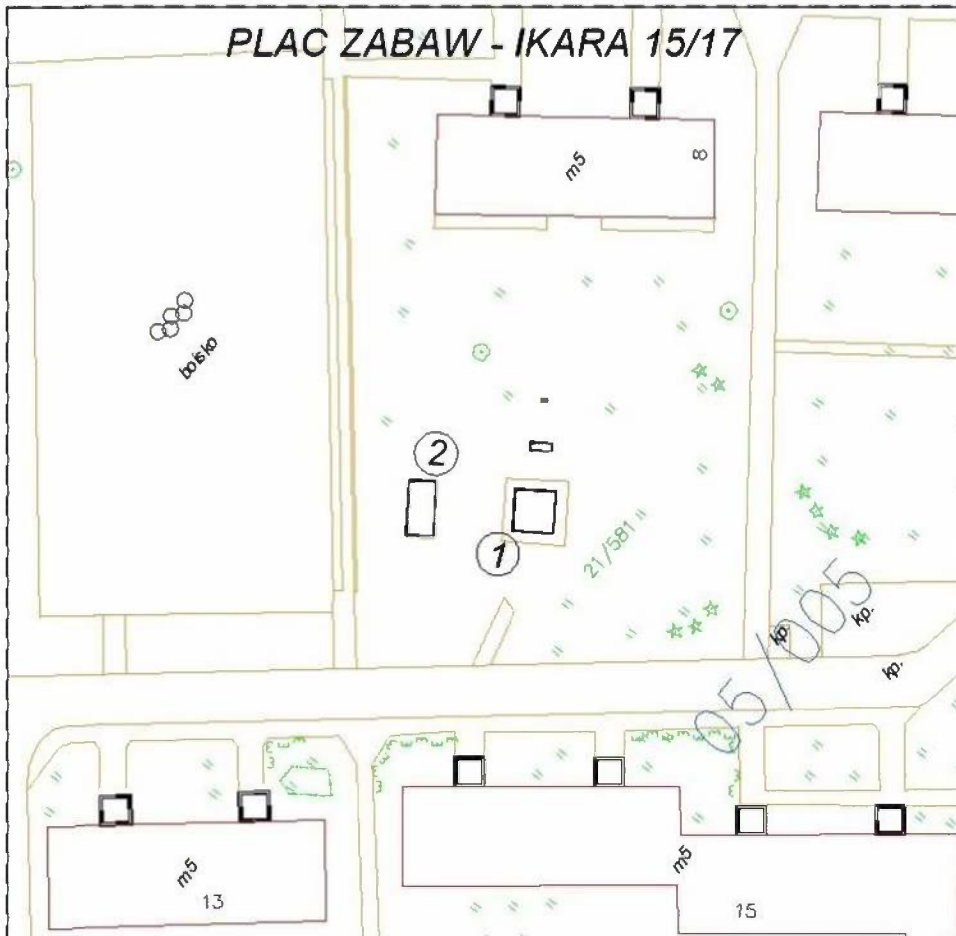 PLAC ZABAW - IKARA 15/17
m5
8
boisko
2
1
21/581
05/005
kp.
kp.
kp.
m5
13
m5
15